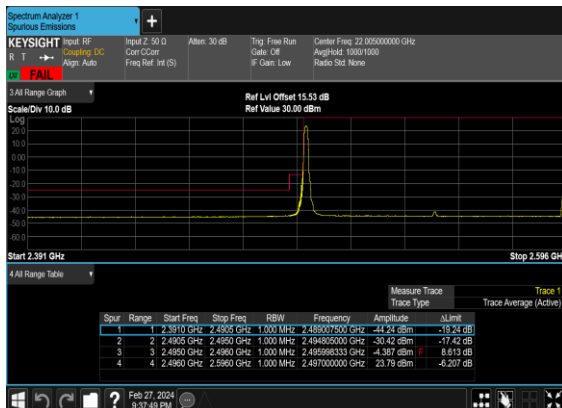 Spectrum Analyzer 1
Spurious Emissions
+
KEYSIGHT Input: RF Input Z: 50 Ω Atten: 30 dB Trig: Free Run Center Freq: 22.005000000 GHz
R T Coupling: DC Corr CCorr Gate: Off Avg|Hold: 1000/1000
Align: Auto Freq Ref: Int (S) IF Gain: Low Radio Std: None
FAIL
3 All Range Graph
Ref Lvl Offset 15.53 dB
Scale/Div 10.0 dB Ref Value 30.00 dBm
Log
20.0
10.0
0.00
-10.0
-20.0
-30.0
-40.0
-50.0
-60.0
Start 2.391 GHz Stop 2.596 GH
4 All Range Table
Measure Trace Trace 1
Trace Type Trace Average (Active)
Spur Range Start Freq Stop Freq RBW Frequency Amplitude ΔLimit
1 1 2.3910 GHz 2.4905 GHz 1.000 MHz 2.489007500 GHz -44.24 dBm -19.24 dB
2 2 2.4905 GHz 2.4950 GHz 1.000 MHz 2.494805000 GHz -30.42 dBm -17.42 dB
3 3 2.4950 GHz 2.4960 GHz 1.000 MHz 2.495998333 GHz -4.387 dBm F 8.613 dB
4 4 2.4960 GHz 2.5960 GHz 1.000 MHz 2.497000000 GHz 23.79 dBm -6.207 dB
? Feb 27, 2024
9:37:49 PM